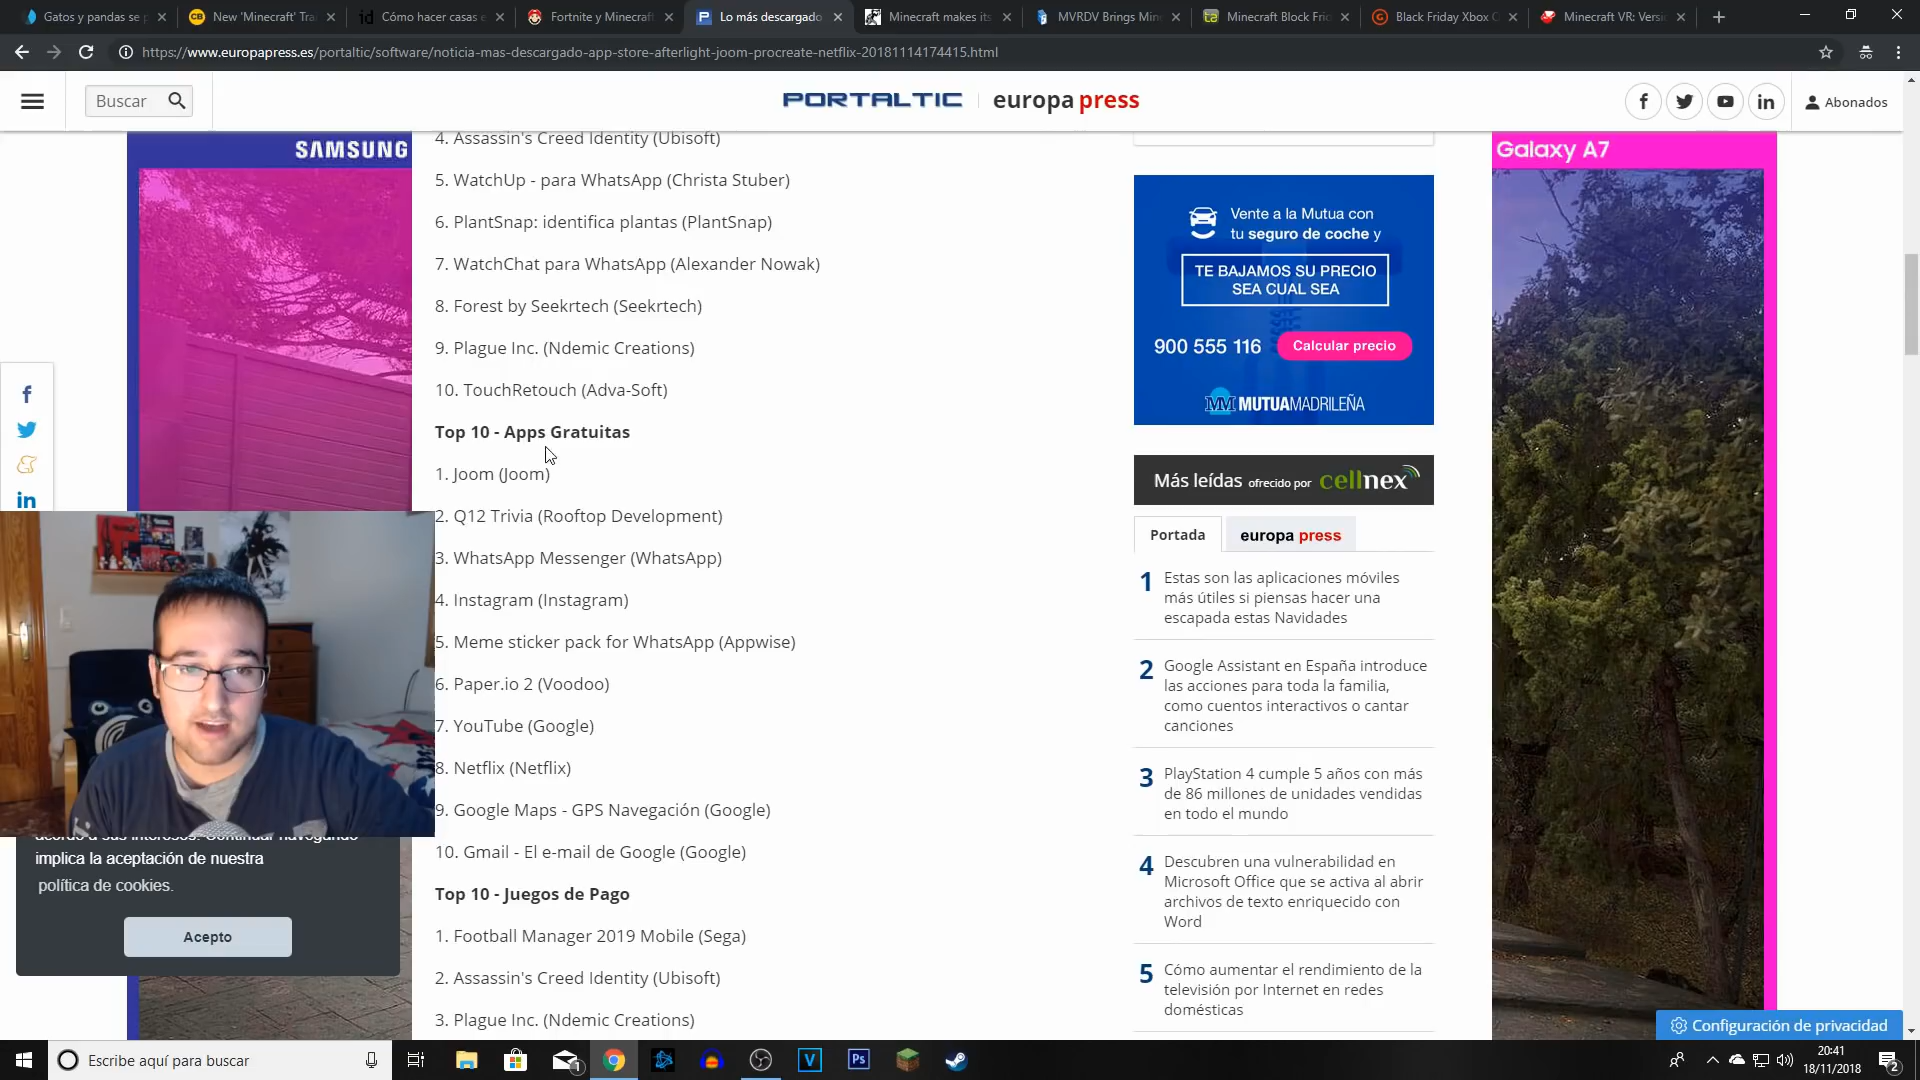 Gatos y pandas se p
New 'Minecraft' Tra
Cómo hacer casas e
Fortnite y Minecraft
Lo más descargado
Minecraft makes its
MVRDV Brings Min
Minecraft Block Fric
Black Friday Xbox C
Minecraft VR: Versi
https://www.europapress.es/portaltic/software/noticia-mas-descargado-app-store-afterlight-joom-procreate-netflix-20181114174415.html
Buscar
PORTALTIC
europa press
Abonados
SAMSUNG
4. Assassin's Creed Identity (Ubisoft)
5. WatchUp - para WhatsApp (Christa Stuber)
6. PlantSnap: identifica plantas (PlantSnap)
7. WatchChat para WhatsApp (Alexander Nowak)
8. Forest by Seekrtech (Seekrtech)
9. Plague Inc. (Ndemic Creations)
10. TouchRetouch (Adva-Soft)
Top 10 - Apps Gratuitas
1. Joom (Joom)
2. Q12 Trivia (Rooftop Development)
3. WhatsApp Messenger (WhatsApp)
4. Instagram (Instagram)
5. Meme sticker pack for WhatsApp (Appwise)
6. Paper.io 2 (Voodoo)
7. YouTube (Google)
8. Netflix (Netflix)
9. Google Maps - GPS Navegación (Google)
10. Gmail - El e-mail de Google (Google)
Top 10 - Juegos de Pago
1. Football Manager 2019 Mobile (Sega)
2. Assassin's Creed Identity (Ubisoft)
3. Plague Inc. (Ndemic Creations)
Vente a la Mutua con
tu seguro de coche y
TE BAJAMOS SU PRECIO
SEA CUAL SEA
900 555 116 Calcular precio
MUTUAMADRILEÑA
Más leídas ofrecido por cellnex
Portada europa press
1 Estas son las aplicaciones móviles
más útiles si piensas hacer una
escapada estas Navidades
2 Google Assistant en España introduce
las acciones para toda la familia,
como cuentos interactivos o cantar
canciones
3 PlayStation 4 cumple 5 años con más
de 86 millones de unidades vendidas
en todo el mundo
4 Descubren una vulnerabilidad en
Microsoft Office que se activa al abrir
archivos de texto enriquecido con
Word
5 Cómo aumentar el rendimiento de la
televisión por Internet en redes
domésticas
Galaxy A7
acorde a sus intereses. Continuar navegando
implica la aceptación de nuestra
política de cookies.
Acepto
Configuración de privacidad
Escribe aquí para buscar
20:41
18/11/2018